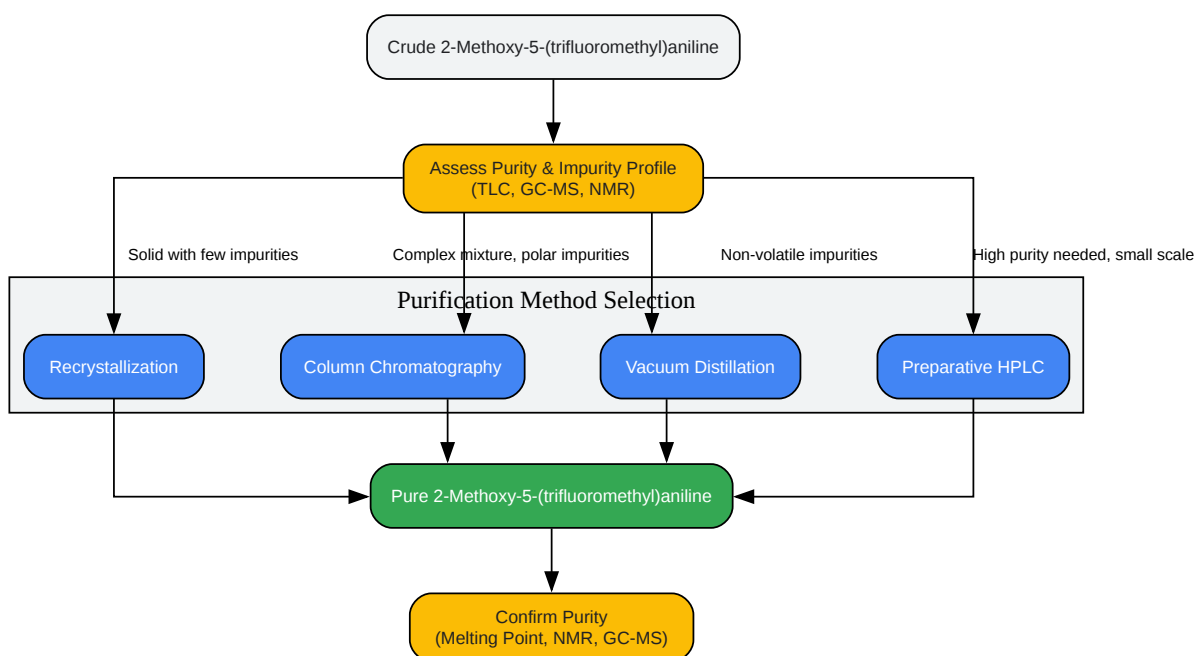 Crude 2-Methoxy-5-(trifluoromethyl)aniline
Assess Purity & Impurity Profile
(TLC, GC-MS, NMR)
Solid with few impurities
Complex mixture, polar impurities
Non-volatile impurities
High purity needed, small scale
Purification Method Selection
Recrystallization
Column Chromatography
Vacuum Distillation
Preparative HPLC
Pure 2-Methoxy-5-(trifluoromethyl)aniline
Confirm Purity
(Melting Point, NMR, GC-MS)